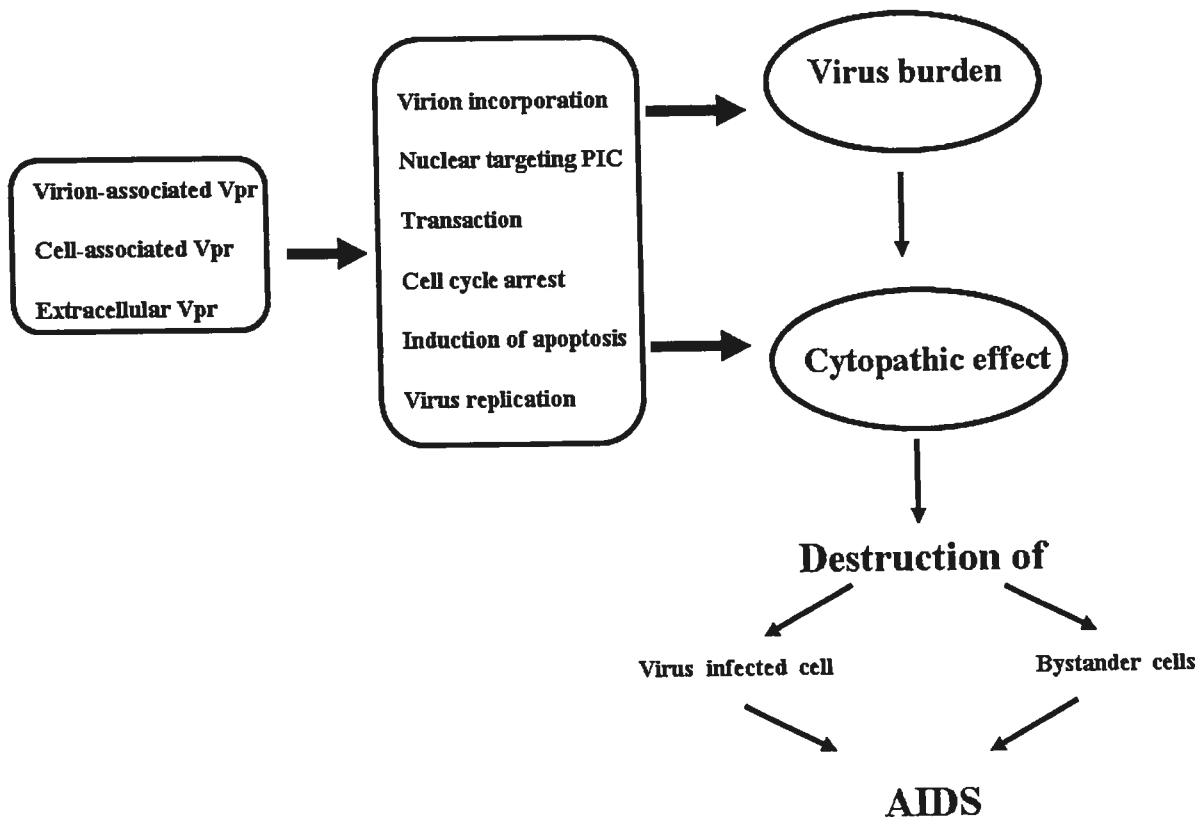 Virion-associated Vpr
Cell-associated Vpr
Extracellular Vpr
Virion incorporation
Nuclear targeting PIC
Transaction
Cell cycle arrest
Induction of apoptosis
Virus replication
Virus burden
Cytopathic effect
Destruction of
Virus infected cell
Bystander cells
AIDS